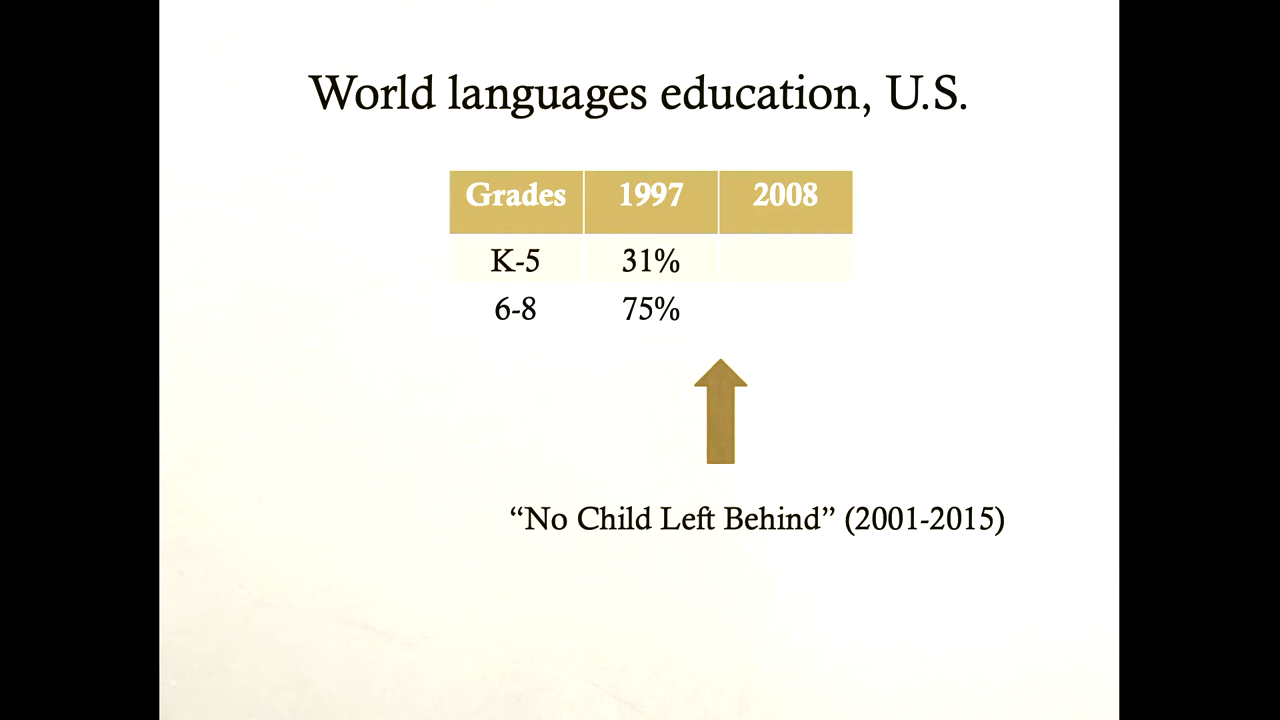 World languages education, U.S.
Grades 1997 2008
K-5 31%
6-8 75%
“No Child Left Behind” (2001-2015)